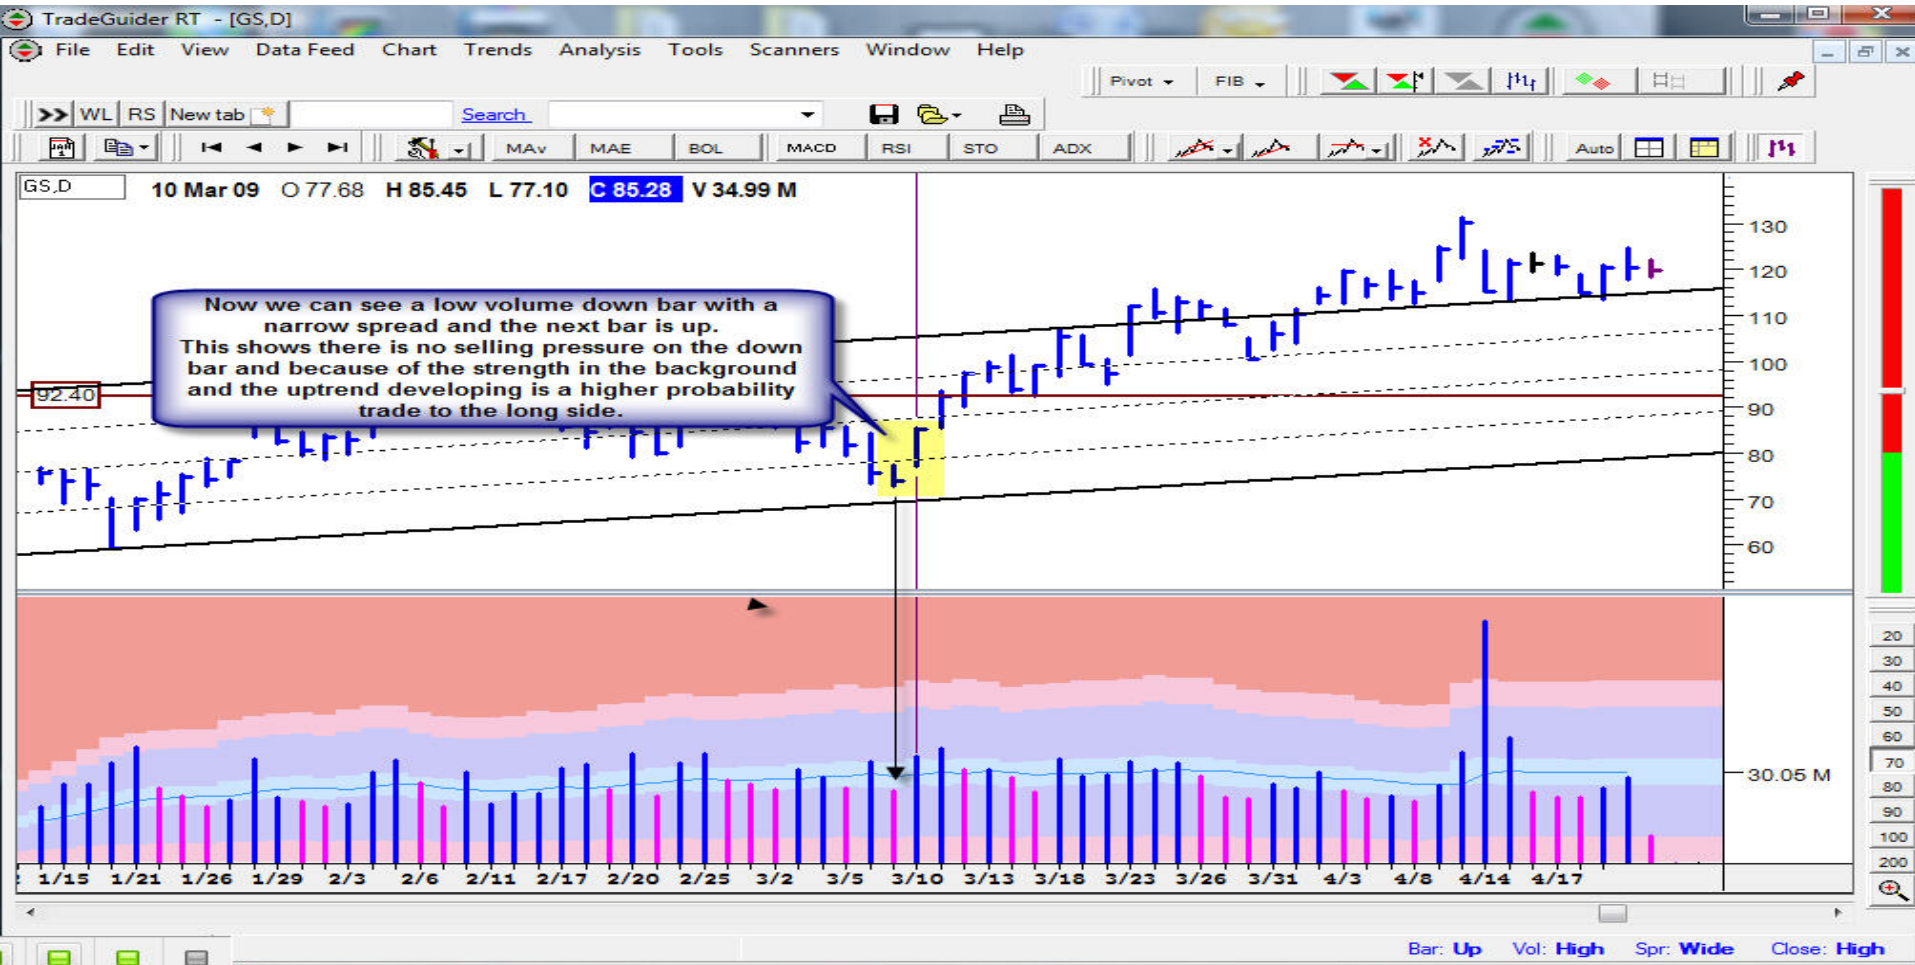 TradeGuider RT - [GS,D]
File Edit View Data Feed Chart Trends Analysis Tools Scanners Window Help
Pivot FIB
>> WL RS New tab Search
MAv MAE BOL MACD RSI STO ADX Auto
GS,D 10 Mar 09 O 77.68 H 85.45 L 77.10 C 85.28 V 34.99 M
Now we can see a low volume down bar with a
narrow spread and the next bar is up.
This shows there is no selling pressure on the down
bar and because of the strength in the background
and the uptrend developing is a higher probability
trade to the long side.
92.40
130
120
110
100
90
80
70
60
30.05 M
20
30
40
50
60
70
80
90
100
200
1/15 1/21 1/26 1/29 2/3 2/6 2/11 2/17 2/20 2/25 3/2 3/5 3/10 3/13 3/18 3/23 3/26 3/31 4/3 4/8 4/14 4/17
Bar: Up Vol: High Spr: Wide Close: High